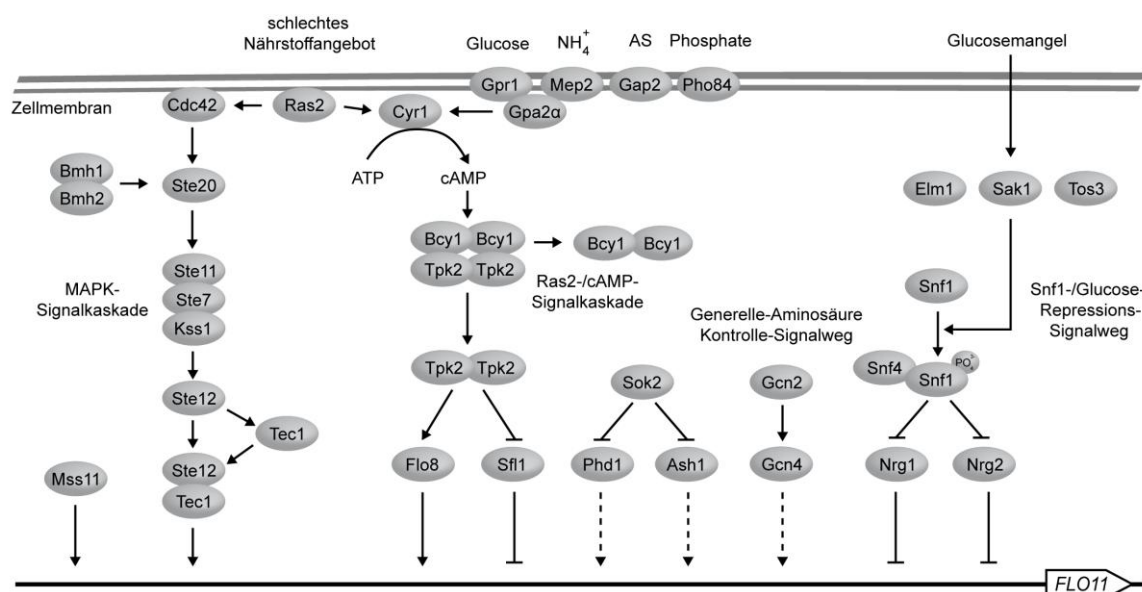 schlechtes
Nährstoffangebot
Glucose
NH₄⁺
AS
Phosphate
Glucosemangel
Gpr1
Mep2
Gap2
Pho84
Zellmembran
Cdc42
Ras2
Cyr1
Gpa2α
Bmh1
Bmh2
Ste20
ATP
cAMP
Elm1
Sak1
Tos3
Bcy1
Bcy1
Bcy1
Bcy1
Tpk2
Tpk2
MAPK-
Signalkaskade
Ste11
Ste7
Kss1
Ras2-/cAMP-
Signalkaskade
Snf1
Snf1-/Glucose-
Repressions-
Signalweg
Generelle-Aminosäure
Kontrolle-Signalweg
Ste12
Tec1
Tpk2
Tpk2
Sok2
Gcn2
Snf4
Snf1
PO₄³⁻
Mss11
Ste12
Tec1
Flo8
Sfl1
Phd1
Ash1
Gcn4
Nrg1
Nrg2
FLO11